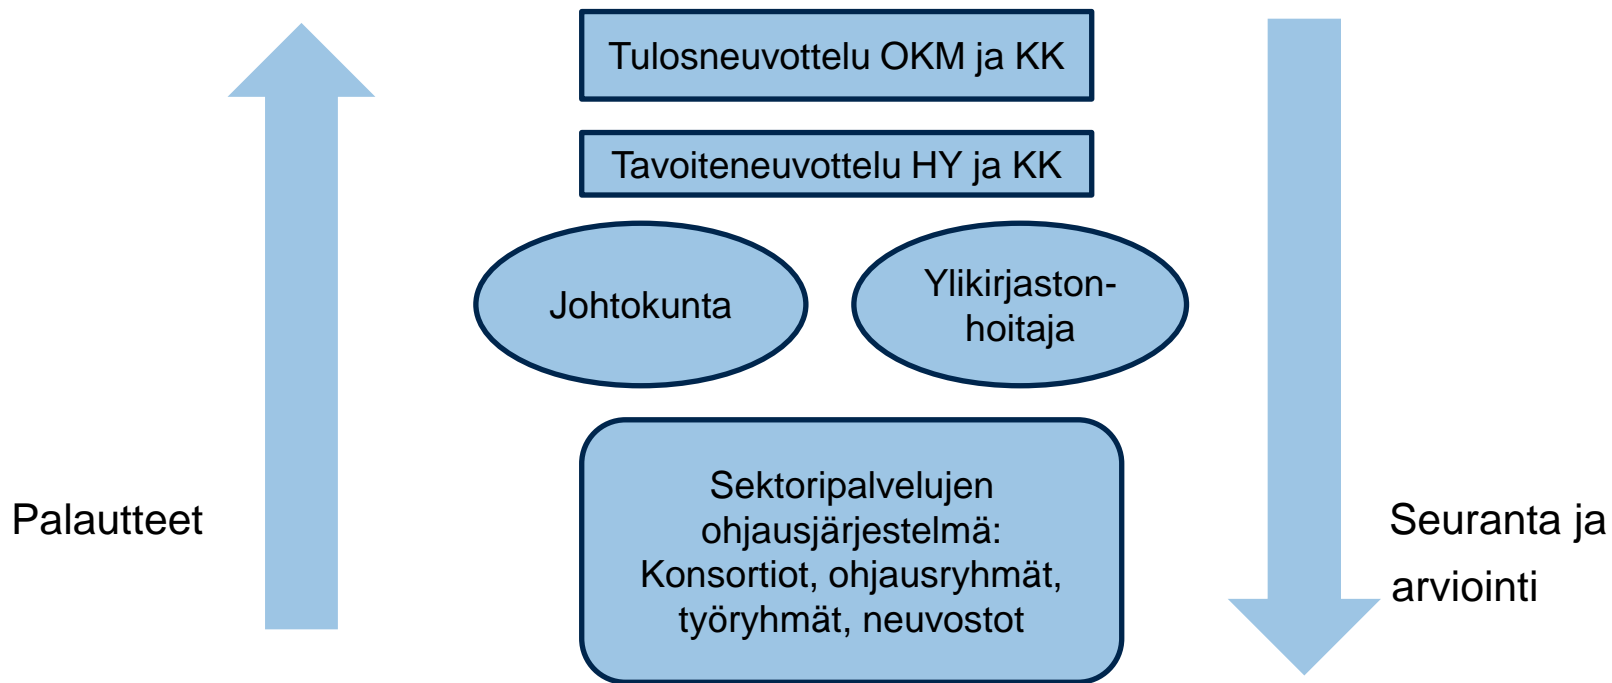 Tulosneuvottelu OKM ja KK
Tavoiteneuvottelu HY ja KK
Johtokunta
Ylikirjaston-
hoitaja
Sektoripalvelujen
ohjausjärjestelmä:
Konsortiot, ohjausryhmät,
työryhmät, neuvostot
Palautteet
Seuranta ja
arviointi